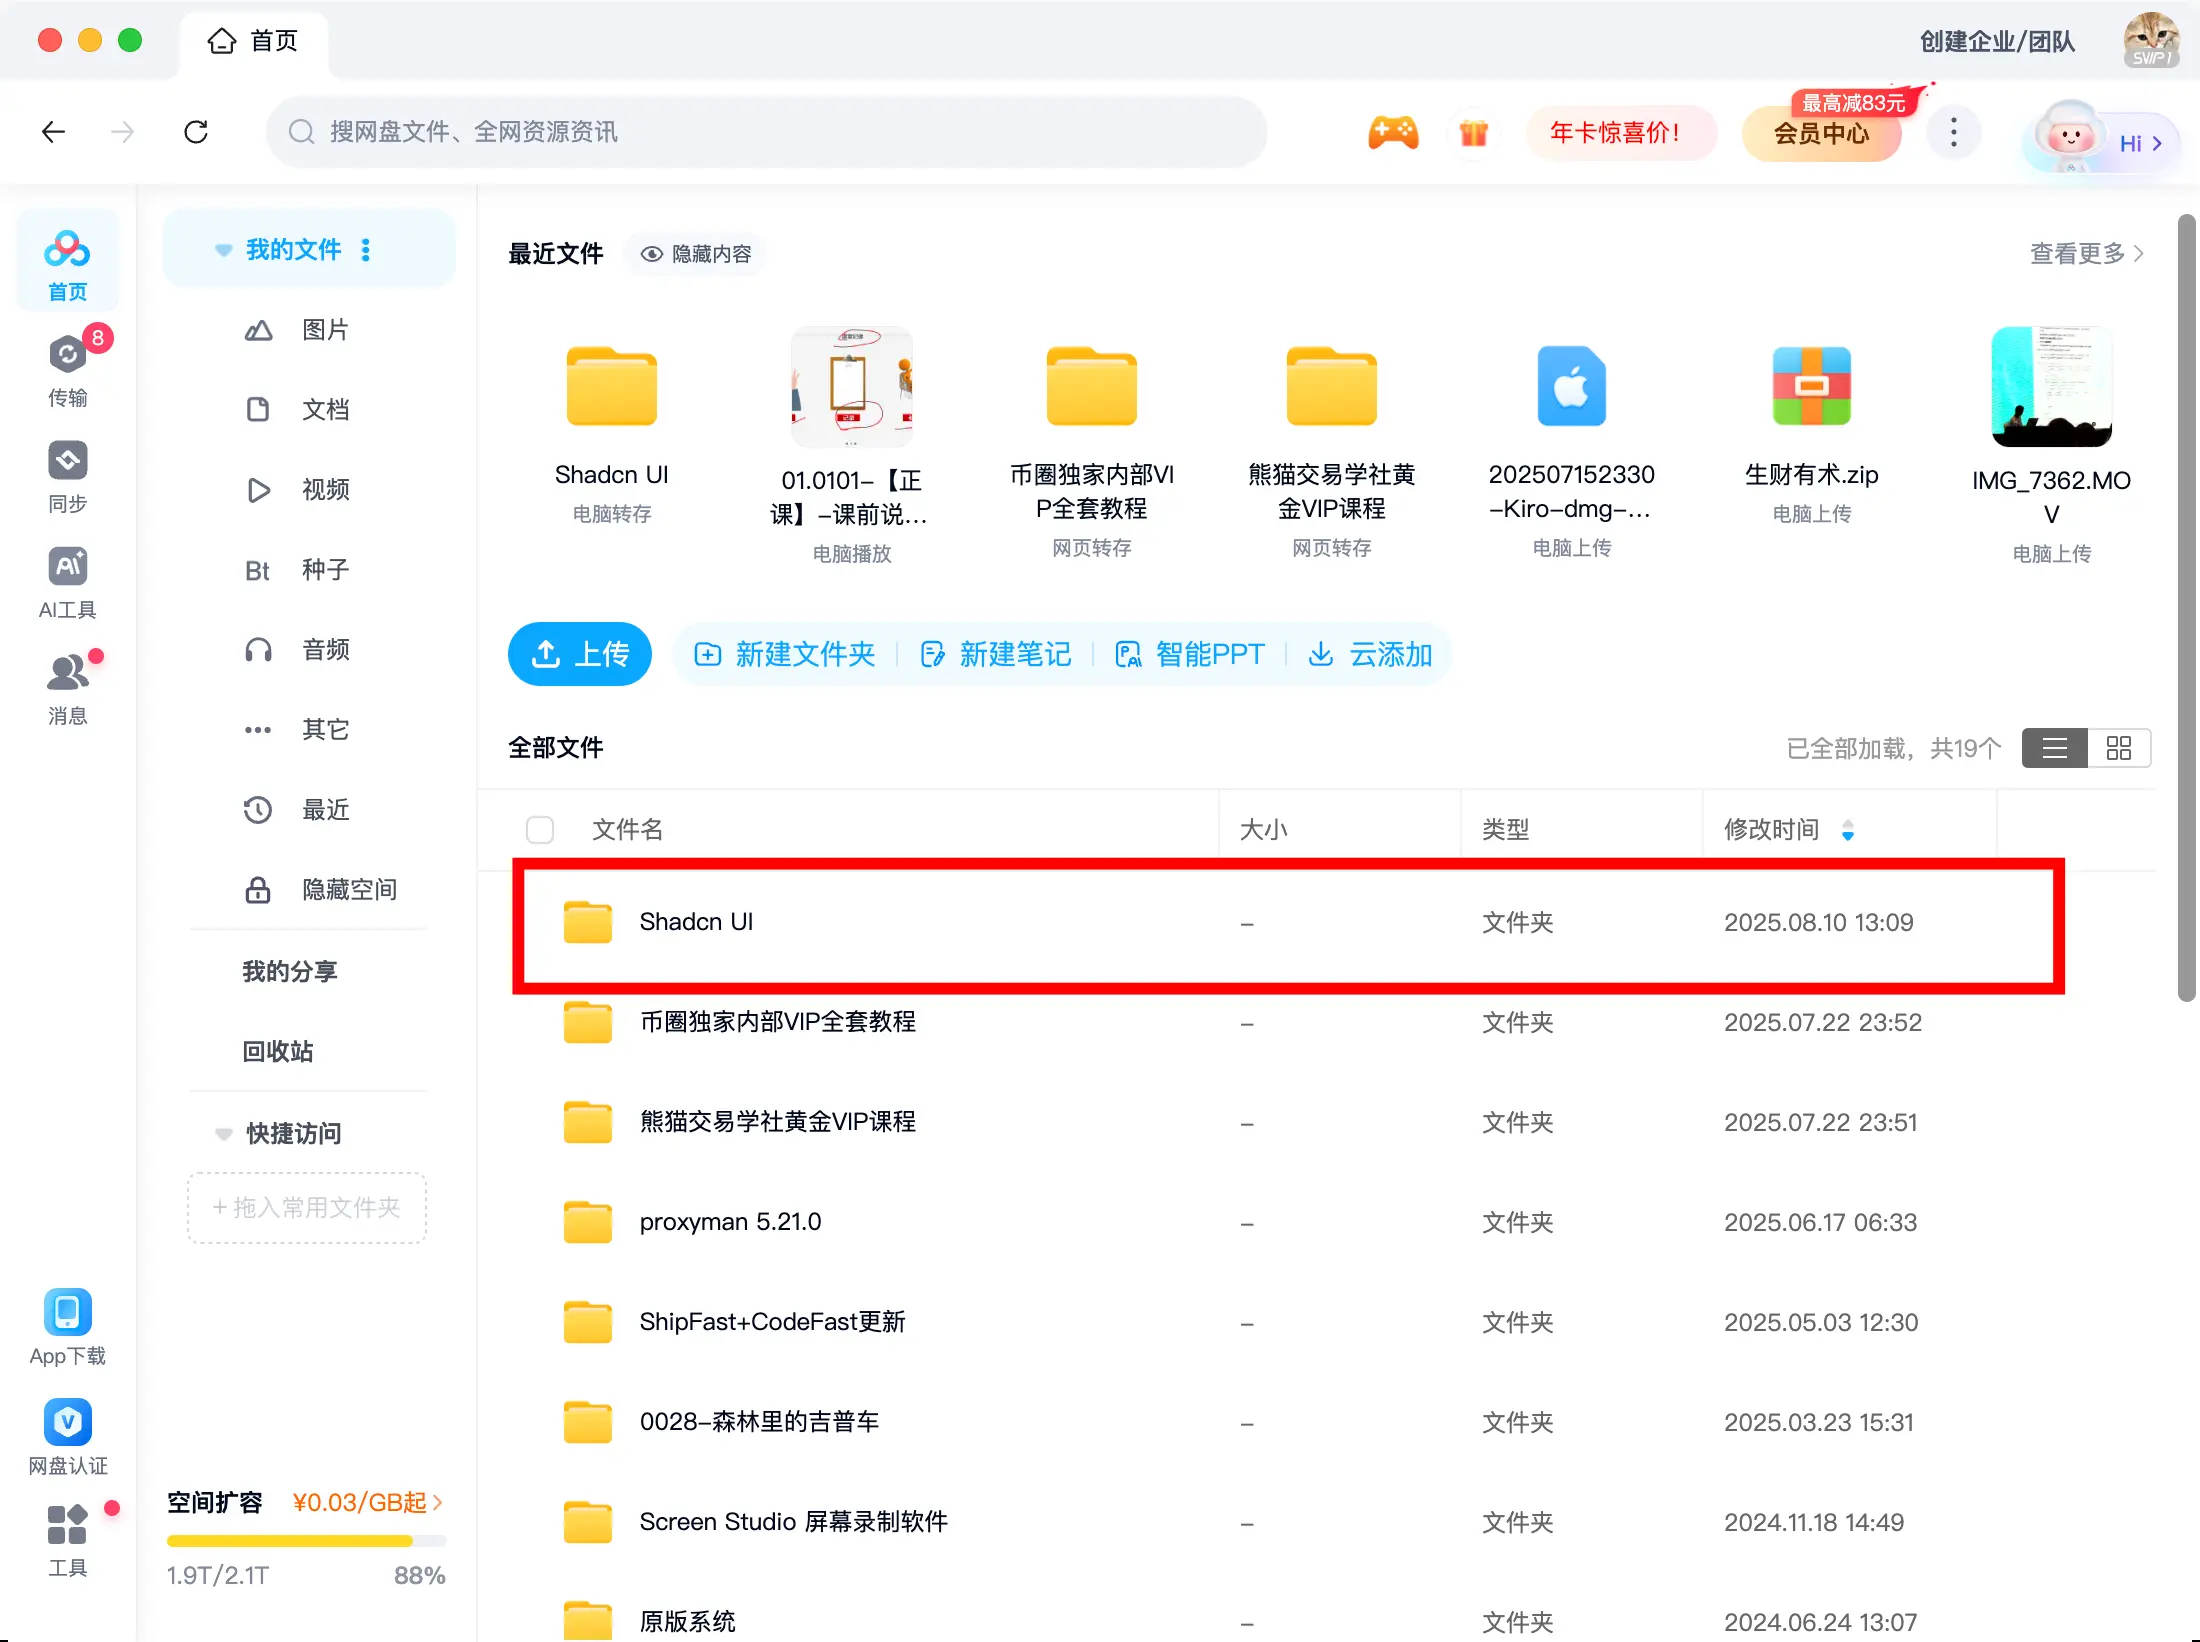 首页
创建企业/团队
SVIP1
搜网盘文件、全网资源资讯
年卡惊喜价!
最高减83元
会员中心
Hi
首页
8
传输
同步
AI工具
消息
App下载
网盘认证
工具
我的文件
图片
文档
视频
Bt 种子
音频
其它
最近
隐藏空间
我的分享
回收站
快捷访问
+ 拖入常用文件夹
空间扩容 ¥0.03/GB起
1.9T/2.1T 88%
最近文件 隐藏内容 查看更多
Shadcn UI
电脑转存
01.0101-【正
课】-课前说...
电脑播放
币圈独家内部VI
P全套教程
网页转存
熊猫交易学社黄
金VIP课程
网页转存
202507152330
-Kiro-dmg-...
电脑上传
生财有术.zip
电脑上传
IMG_7362.MO
V
电脑上传
上传 新建文件夹 新建笔记 智能PPT 云添加
全部文件 已全部加载，共19个
文件名 大小 类型 修改时间
Shadcn UI - 文件夹 2025.08.10 13:09
币圈独家内部VIP全套教程 - 文件夹 2025.07.22 23:52
熊猫交易学社黄金VIP课程 - 文件夹 2025.07.22 23:51
proxyman 5.21.0 - 文件夹 2025.06.17 06:33
ShipFast+CodeFast更新 - 文件夹 2025.05.03 12:30
0028-森林里的吉普车 - 文件夹 2025.03.23 15:31
Screen Studio 屏幕录制软件 - 文件夹 2024.11.18 14:49
原版系统 - 文件夹 2024.06.24 13:07